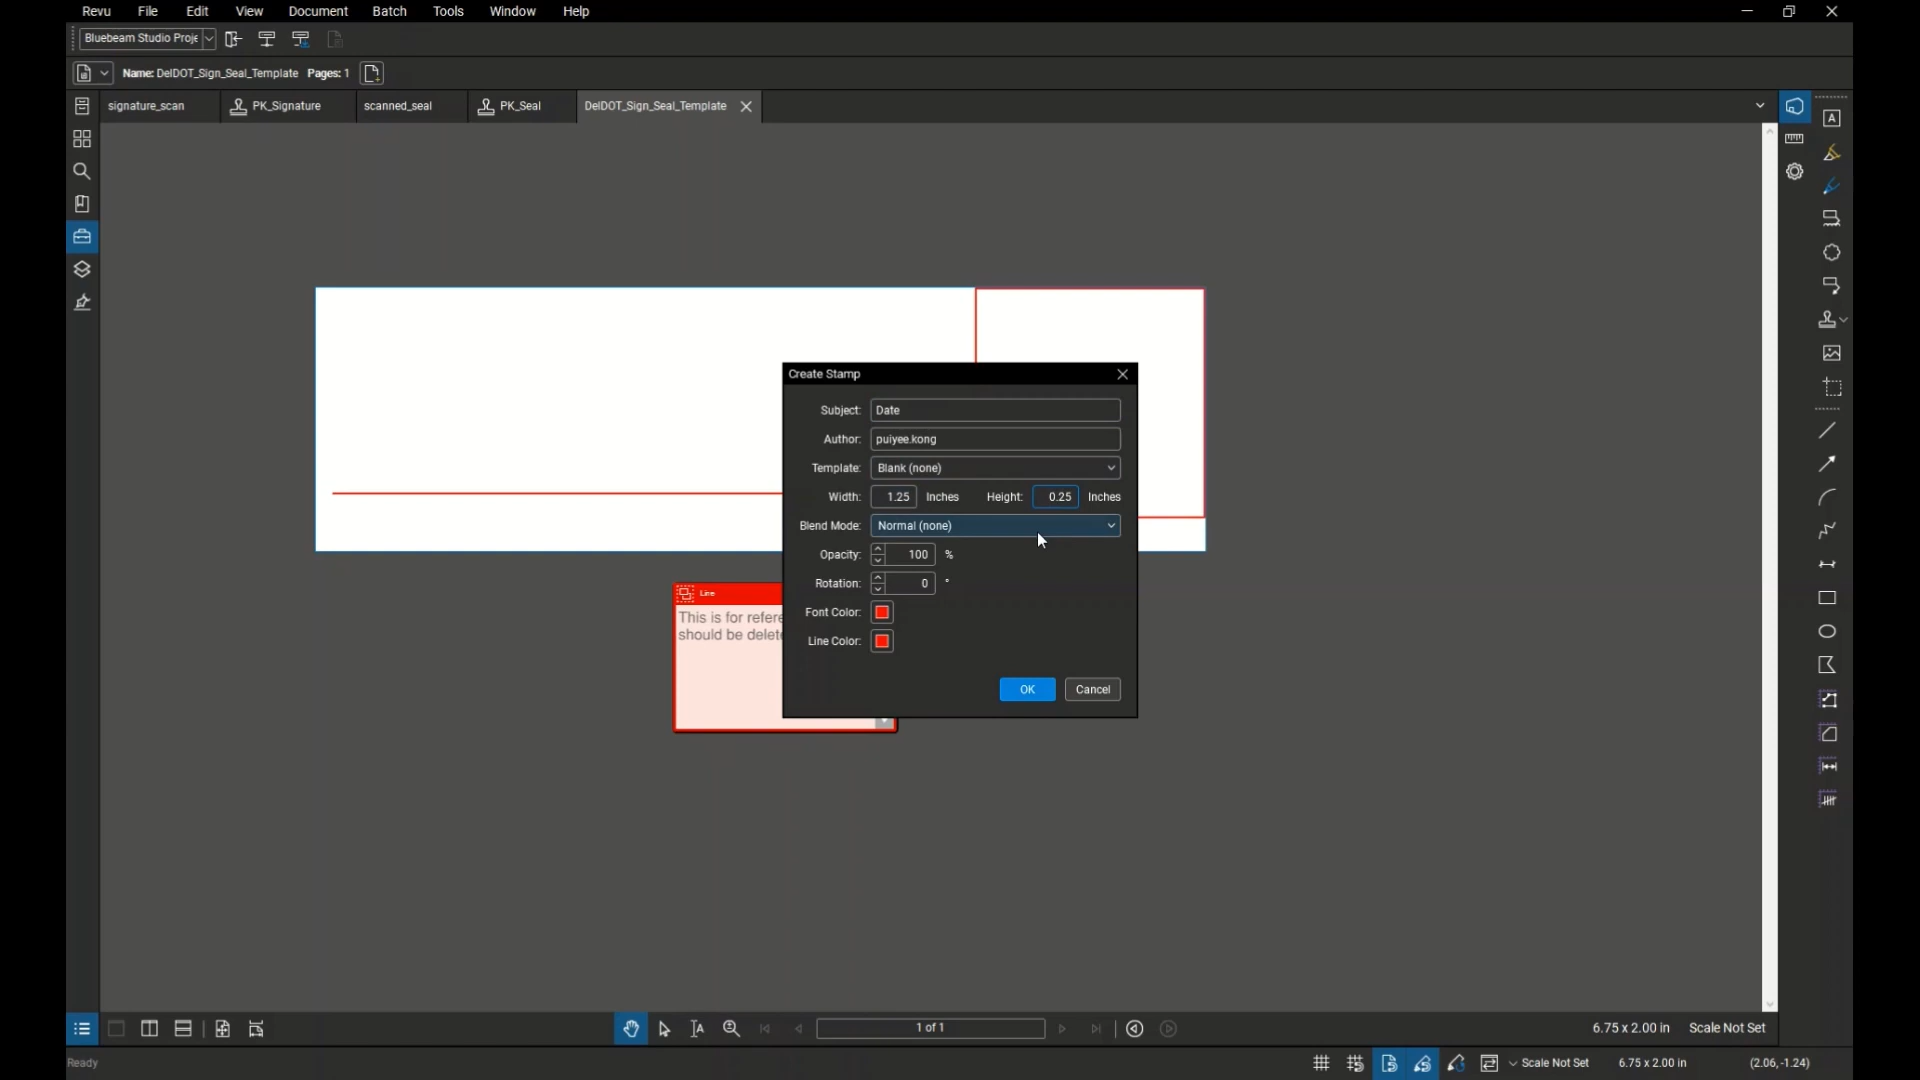 Revu File Edit View Document Batch Tools Window Help
Bluebeam Studio Proje
Name: DelDOT_Sign_Seal_Template Pages: 1
signature_scan PK_Signature scanned_seal PK_Seal DelDOT_Sign_Seal_Template
Create Stamp
Subject: Date
Author: puiyee.kong
Template: Blank (none)
Width: 1.25 Inches Height: 0.25 Inches
Blend Mode: Normal (none)
Opacity: 100 %
Rotation: 0 °
Font Color:
Line Color:
OK Cancel
Line
This is for refere
should be delet
1 of 1
6.75 x 2.00 in Scale Not Set
Ready
Scale Not Set 6.75 x 2.00 in (2.06,-1.24)